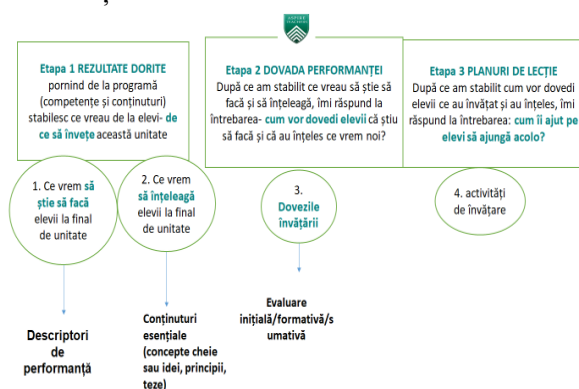 Etapa 1 REZULTATE DORITE
pornind de la programă
(competențe și conținuturi)
stabilesc ce vreau de la elevi- de
ce să învețe această unitate
Etapa 2 DOVADA PERFORMANȚEI
După ce am stabilit ce vreau să știe să
facă și să înțeleagă, îmi răspund la
întrebarea- cum vor dovedi elevii că știu
să facă și că au înțeles ce vrem noi?
Etapa 3 PLANURI DE LECȚIE
După ce am stabilit cum vor dovedi
elevii ce au învățat și au înțeles, îmi
răspund la întrebarea: cum îi ajut pe
elevi să ajungă acolo?
1. Ce vrem să
știe să facă
elevii la final
de unitate
2. Ce vrem
să înțeleagă
elevii la final
de unitate
3.
Dovezile
învățării
4. activități
de învățare
Descriptori
de
performanță
Conținuturi
esențiale
(concepte cheie
sau idei, principii,
teze)
Evaluare
inițială/formativă/s
umativă